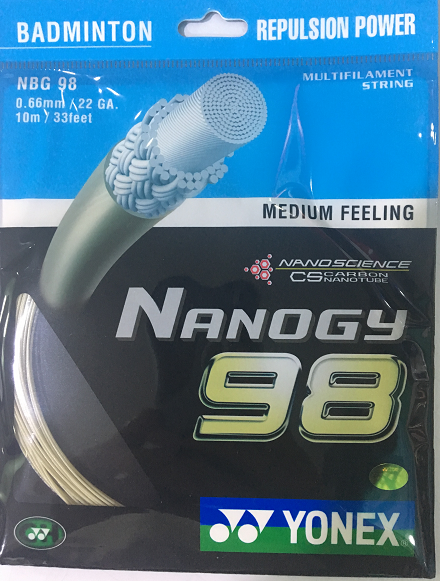 BADMINTON
REPULSION POWER
NBG 98
0.66mm / 22 GA.
10m / 33feet
MULTIFILAMENT
STRING
MEDIUM FEELING
NANOSCIENCE
CS CARBON
NANOTUBE
NANOGY
98
YONEX